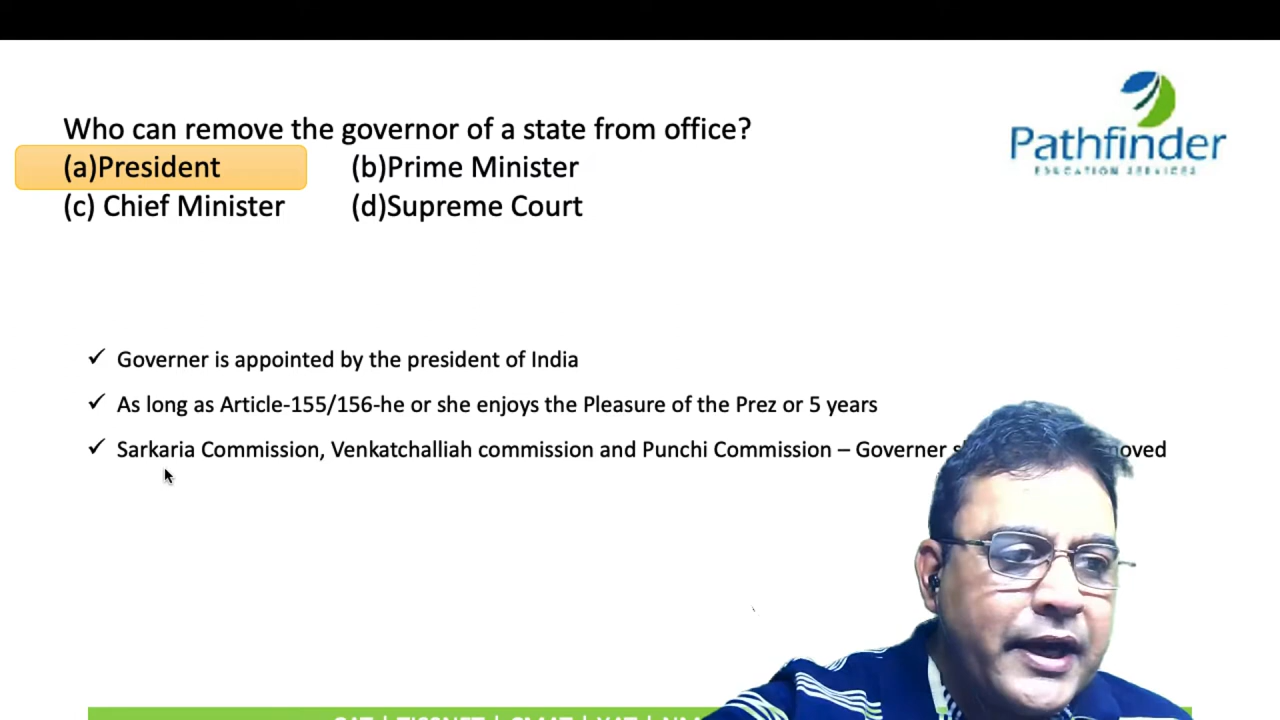 Who can remove the governor of a state from office?
(a)President (b)Prime Minister
(c) Chief Minister (d)Supreme Court
Pathfinder
EDUCATION SERVICES
✓ Governer is appointed by the president of India
✓ As long as Article-155/156-he or she enjoys the Pleasure of the Prez or 5 years
✓ Sarkaria Commission, Venkatchalliah commission and Punchi Commission – Governer